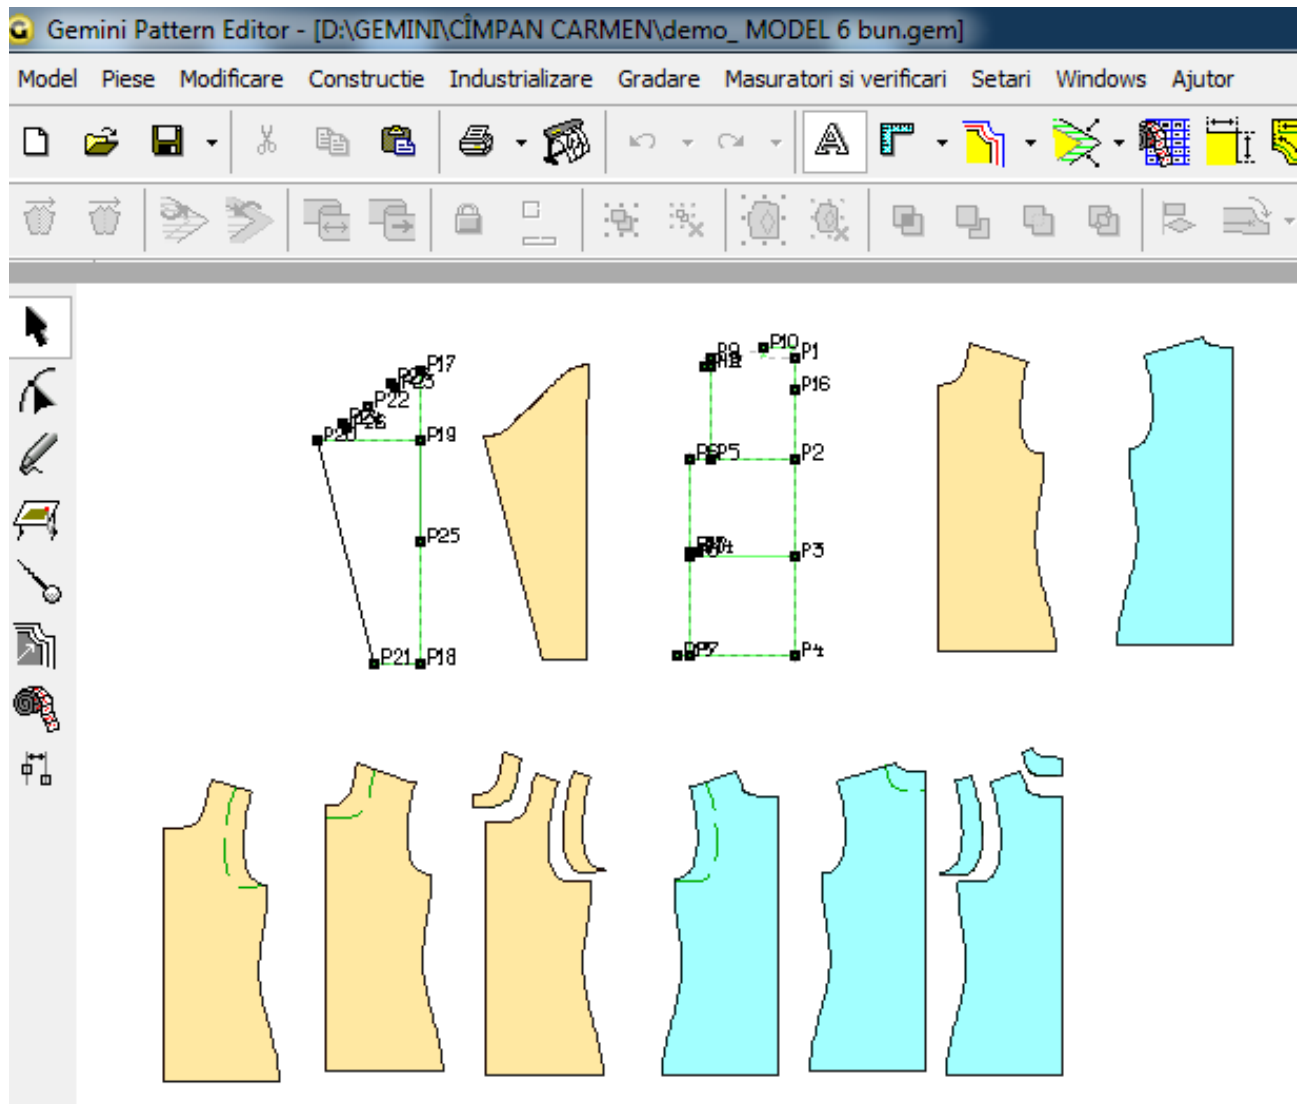 Gemini Pattern Editor - [D:\GEMINI\CÎMPAN CARMEN\demo_ MODEL 6 bun.gem]
Model Piese Modificare Constructie Industrializare Gradare Masuratori si verificari Setari Windows Ajutor
P10 P1
P17
P16
P22
P19
P5 P2
P25
P3
P21 P18
P4